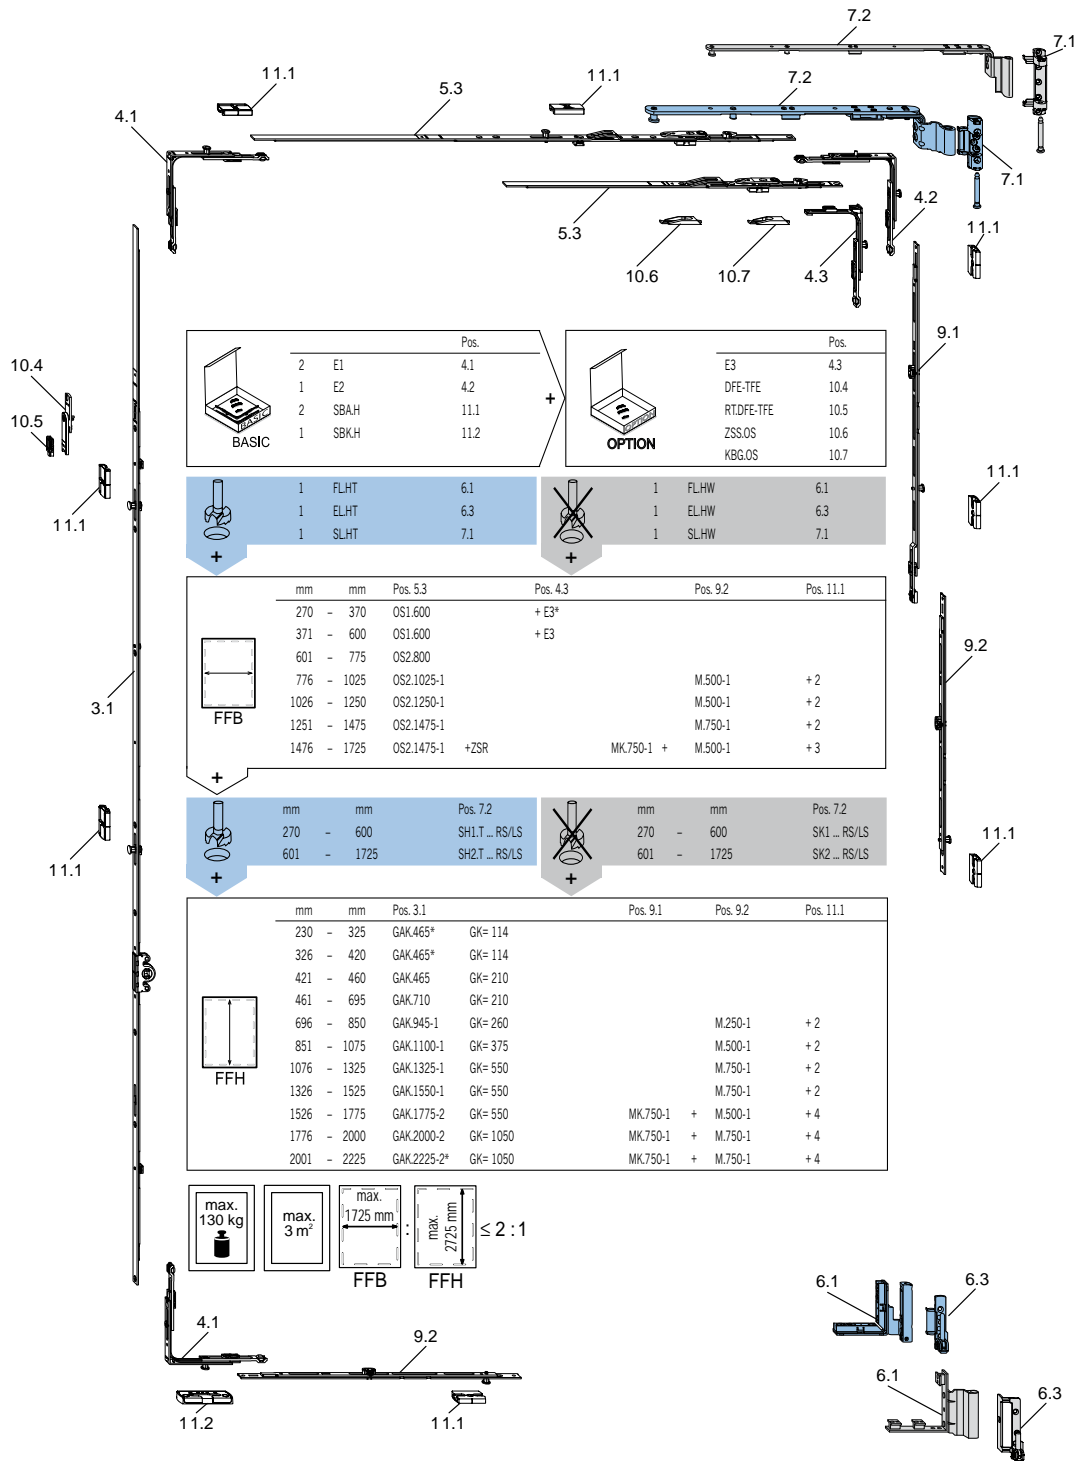 7.2
7.1
11.1
11.1
7.2
5.3
4.1
7.1
4.2
5.3
11.1
10.6
10.7
4.3
9.1
10.4
10.5
11.1
11.1
3.1
9.2
11.1
11.1
Pos.
2 E1 4.1
1 E2 4.2
2 SBA.H 11.1
1 SBK.H 11.2
BASIC
BASIC
+
Pos.
E3 4.3
DFE-TFE 10.4
RT.DFE-TFE 10.5
ZSS.OS 10.6
KBG.OS 10.7
OPTION
OPTION
1 FL.HT 6.1
1 EL.HT 6.3
1 SL.HT 7.1
+
1 FL.HW 6.1
1 EL.HW 6.3
1 SL.HW 7.1
+
mm mm Pos. 5.3 Pos. 4.3 Pos. 9.2 Pos. 11.1
270 – 370 OS1.600 + E3*
371 – 600 OS1.600 + E3
601 – 775 OS2.800
776 – 1025 OS2.1025-1 M.500-1 + 2
1026 – 1250 OS2.1250-1 M.500-1 + 2
1251 – 1475 OS2.1475-1 M.750-1 + 2
1476 – 1725 OS2.1475-1 +ZSR MK.750-1 + M.500-1 + 3
FFB
+
mm mm Pos. 7.2
270 – 600 SH1.T ... RS/LS
601 – 1725 SH2.T ... RS/LS
+
mm mm Pos. 7.2
270 – 600 SK1 ... RS/LS
601 – 1725 SK2 ... RS/LS
+
mm mm Pos. 3.1 Pos. 9.1 Pos. 9.2 Pos. 11.1
230 – 325 GAK.465* GK= 114
326 – 420 GAK.465* GK= 114
421 – 460 GAK.465 GK= 210
461 – 695 GAK.710 GK= 210
696 – 850 GAK.945-1 GK= 260 M.250-1 + 2
851 – 1075 GAK.1100-1 GK= 375 M.500-1 + 2
1076 – 1325 GAK.1325-1 GK= 550 M.750-1 + 2
1326 – 1525 GAK.1550-1 GK= 550 M.750-1 + 2
1526 – 1775 GAK.1775-2 GK= 550 MK.750-1 + M.500-1 + 4
1776 – 2000 GAK.2000-2 GK= 1050 MK.750-1 + M.750-1 + 4
2001 – 2225 GAK.2225-2* GK= 1050 MK.750-1 + M.750-1 + 4
FFH
max.
130 kg
max.
3 m²
max.
1725 mm
FFB
:
max.
2725 mm
FFH
≤ 2 : 1
4.1
9.2
11.2
11.1
6.1
6.3
6.1
6.3